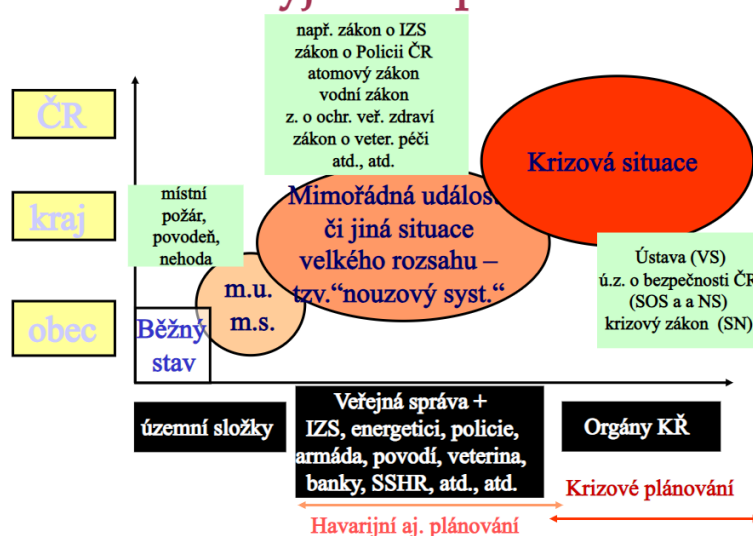 např. zákon o IZS
zákon o Policii ČR
atomový zákon
vodní zákon
z. o ochr. veř. zdraví
zákon o veter. péči
atd., atd.
ČR
kraj
obec
místní
požár,
povodeň,
nehoda
Běžný
stav
m.u.
m.s.
Mimořádná událost
či jiná situace
velkého rozsahu –
tzv.“nouzový syst.“
Krizová situace
Ústava (VS)
ú.z. o bezpečnosti ČR
(SOS a a NS)
krizový zákon (SN)
územní složky
Veřejná správa +
IZS, energetici, policie,
armáda, povodí, veterina,
banky, SSHR, atd., atd.
Orgány KŘ
Krizové plánování
Havarijní aj. plánování